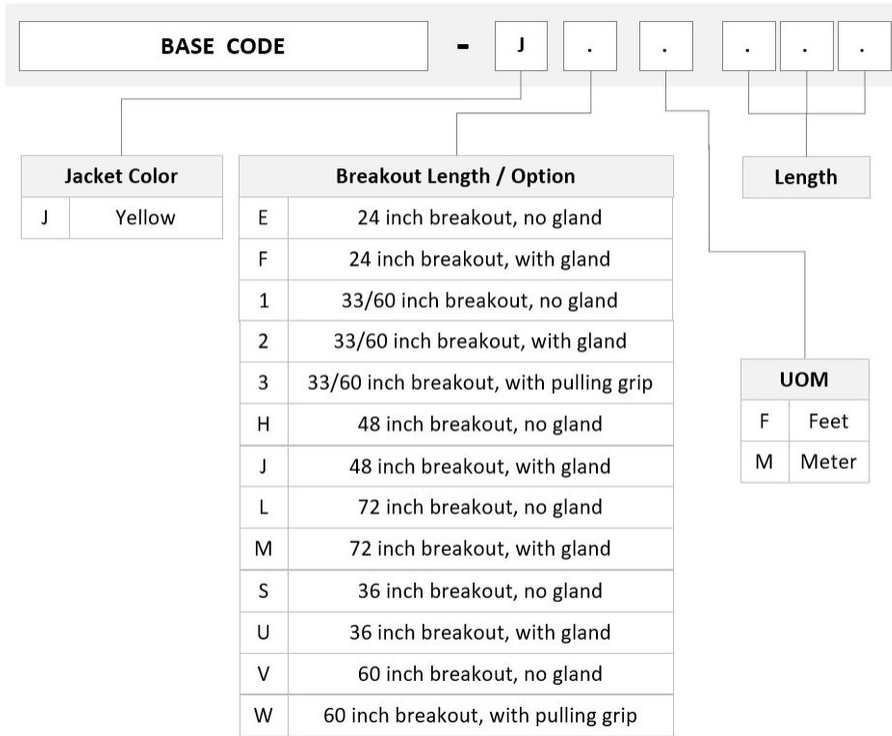 BASE CODE - J . . . . .
Jacket Color
J Yellow
Breakout Length / Option
E 24 inch breakout, no gland
F 24 inch breakout, with gland
1 33/60 inch breakout, no gland
2 33/60 inch breakout, with gland
3 33/60 inch breakout, with pulling grip
H 48 inch breakout, no gland
J 48 inch breakout, with gland
L 72 inch breakout, no gland
M 72 inch breakout, with gland
S 36 inch breakout, no gland
U 36 inch breakout, with gland
V 60 inch breakout, no gland
W 60 inch breakout, with pulling grip
Length
UOM
F Feet
M Meter